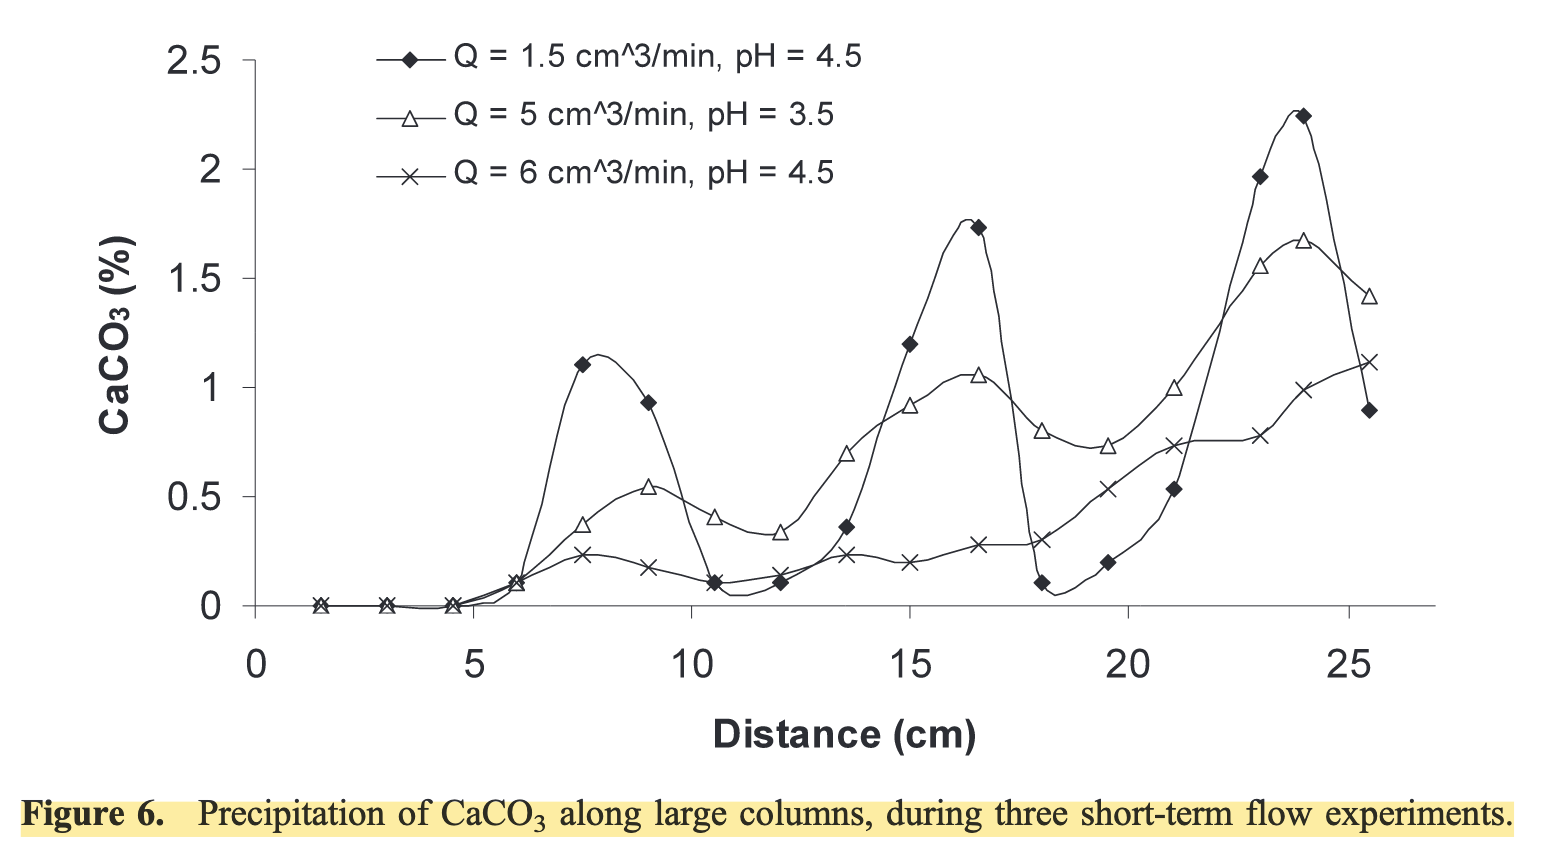 2.5
2
1.5
1
0.5
0
CaCO₃ (%)
Q = 1.5 cm^3/min, pH = 4.5
Q = 5 cm^3/min, pH = 3.5
Q = 6 cm^3/min, pH = 4.5
0 5 10 15 20 25
Distance (cm)
Figure 6. Precipitation of CaCO₃ along large columns, during three short-term flow experiments.